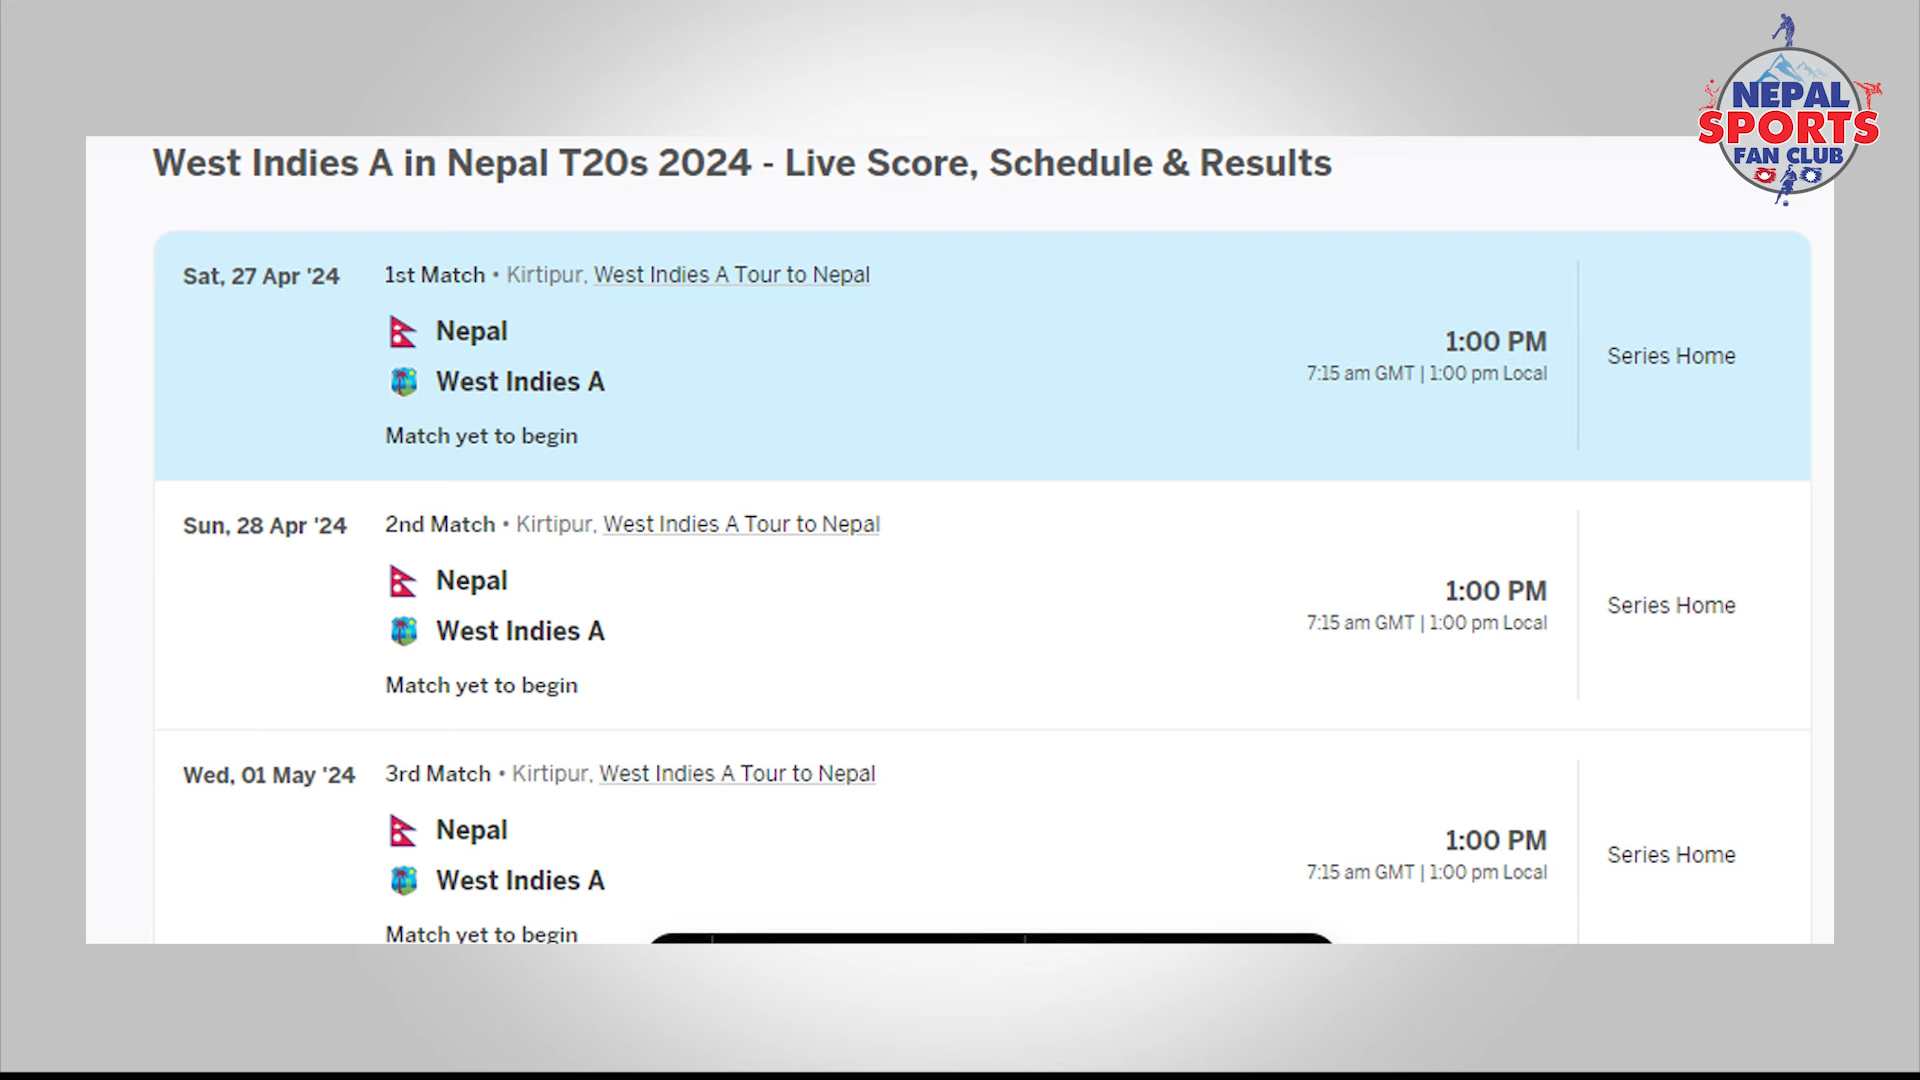 NEPAL
SPORTS
FAN CLUB
West Indies A in Nepal T20s 2024 - Live Score, Schedule & Results
Sat, 27 Apr '24
1st Match • Kirtipur, West Indies A Tour to Nepal
Nepal
West Indies A
Match yet to begin
1:00 PM
7:15 am GMT | 1:00 pm Local
Series Home
Sun, 28 Apr '24
2nd Match • Kirtipur, West Indies A Tour to Nepal
Nepal
West Indies A
Match yet to begin
1:00 PM
7:15 am GMT | 1:00 pm Local
Series Home
Wed, 01 May '24
3rd Match • Kirtipur, West Indies A Tour to Nepal
Nepal
West Indies A
Match yet to begin
1:00 PM
7:15 am GMT | 1:00 pm Local
Series Home